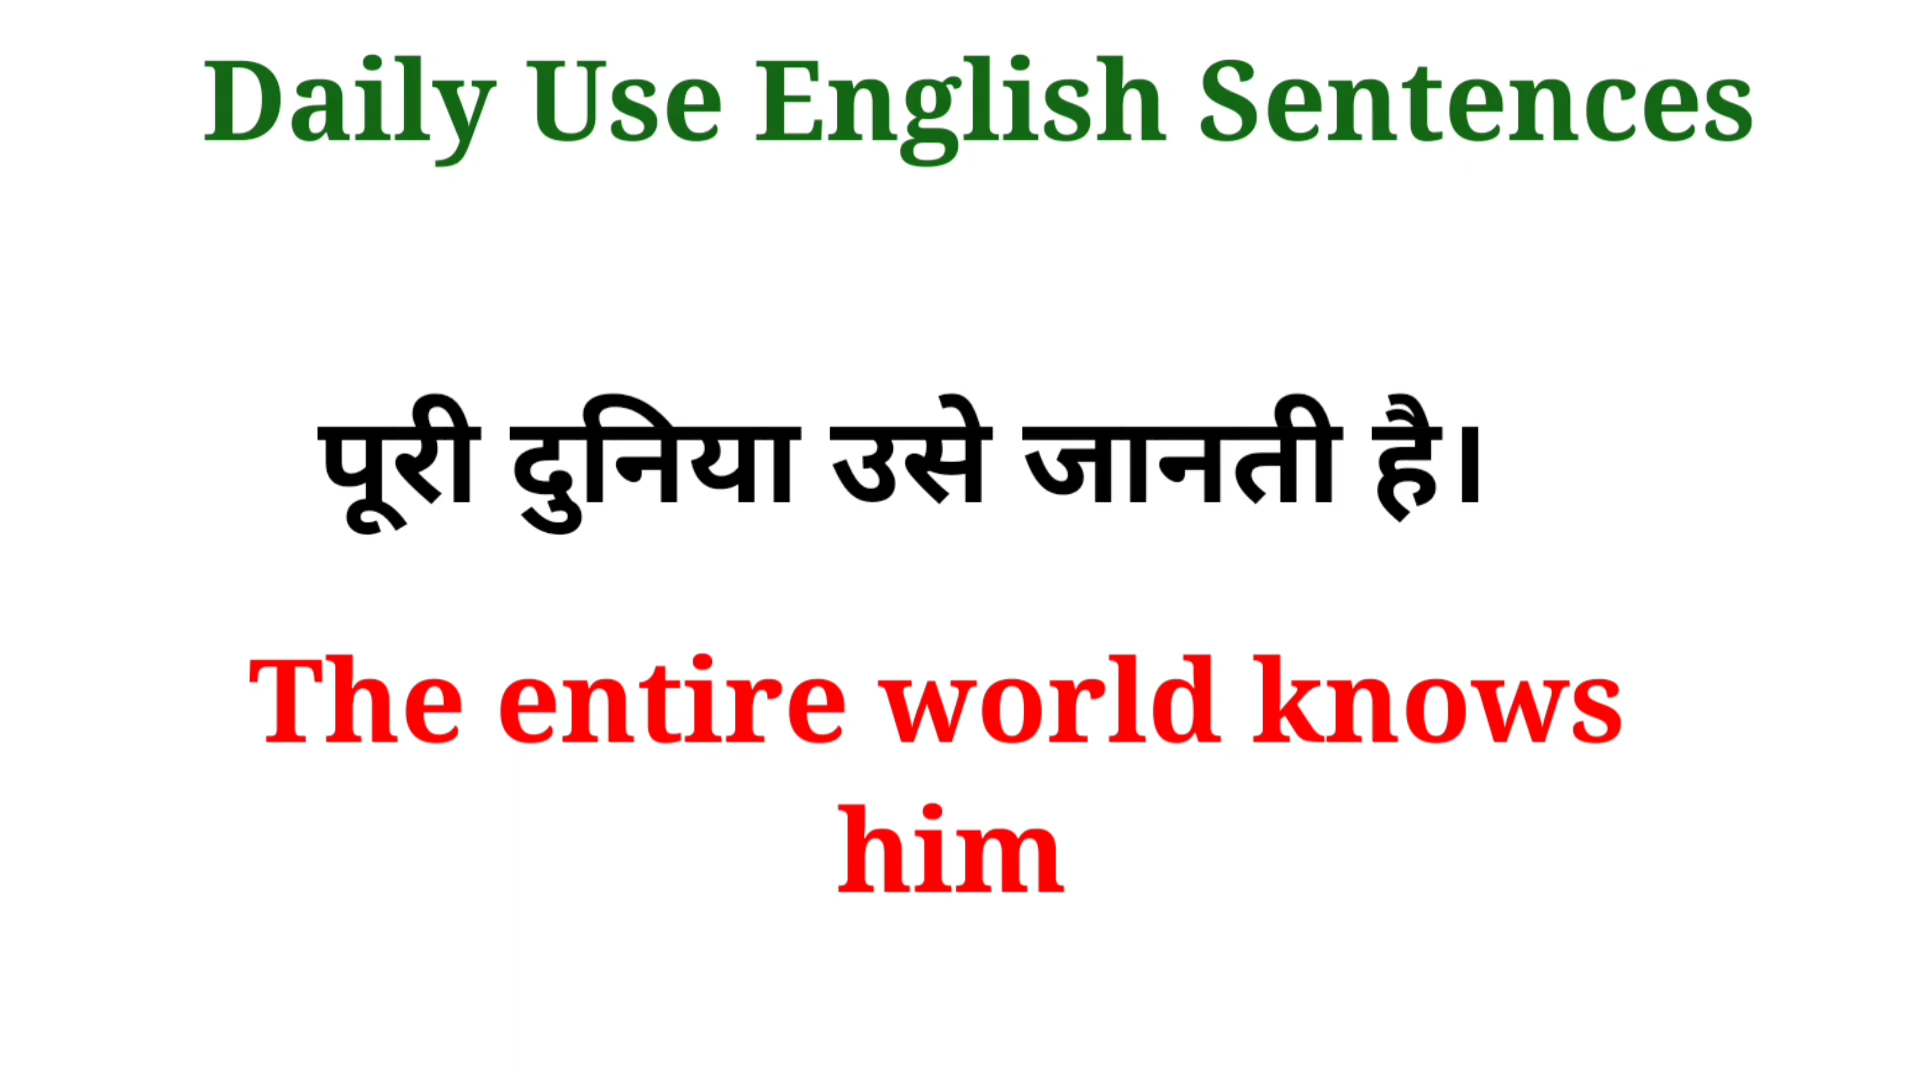 Daily Use English Sentences
पूरी दुनिया उसे जानती है।
The entire world knows
him